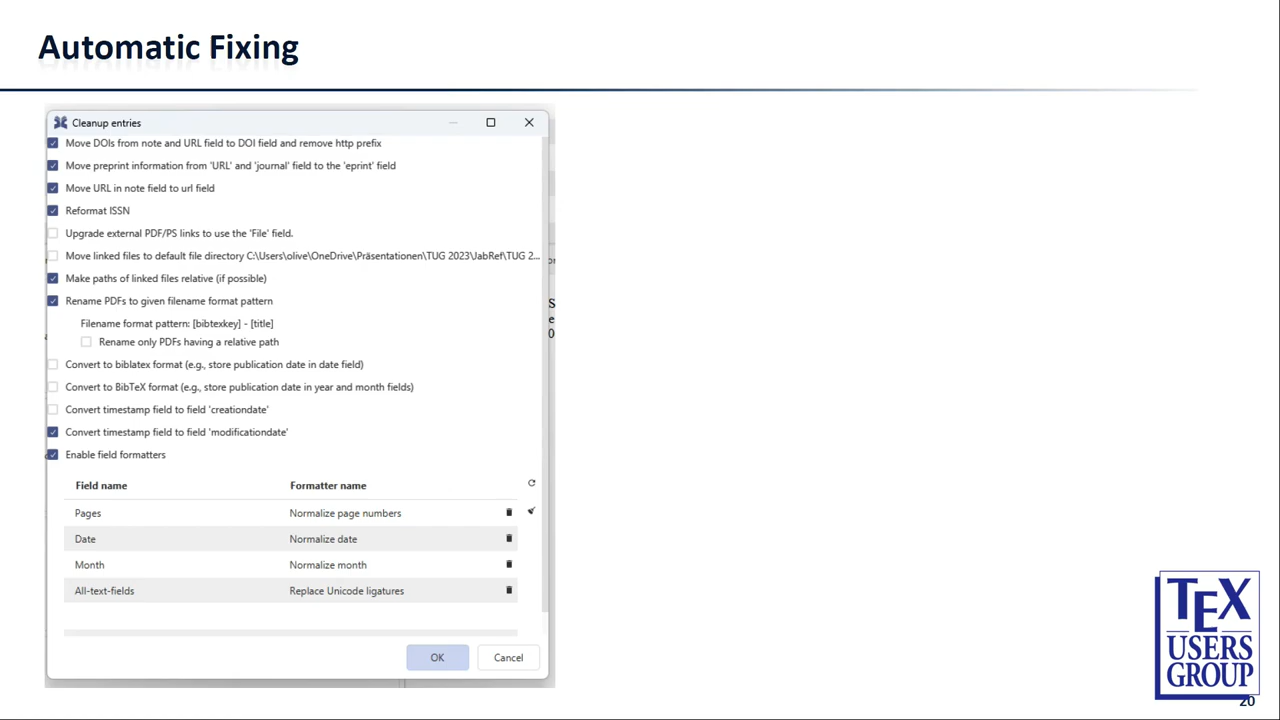 Automatic Fixing
Cleanup entries
Move DOIs from note and URL field to DOI field and remove http prefix
Move preprint information from 'URL' and 'journal' field to the 'eprint' field
Move URL in note field to url field
Reformat ISSN
Upgrade external PDF/PS links to use the 'File' field.
Move linked files to default file directory C:\Users\olive\OneDrive\Präsentationen\TUG 2023\JabRef\TUG 2...
Make paths of linked files relative (if possible)
Rename PDFs to given filename format pattern
Filename format pattern: [bibtexkey] - [title]
Rename only PDFs having a relative path
Convert to biblatex format (e.g., store publication date in date field)
Convert to BibTeX format (e.g., store publication date in year and month fields)
Convert timestamp field to field 'creationdate'
Convert timestamp field to field 'modificationdate'
Enable field formatters
Field name Formatter name
Pages Normalize page numbers
Date Normalize date
Month Normalize month
All-text-fields Replace Unicode ligatures
OK Cancel
TEX
USERS
GROUP
20